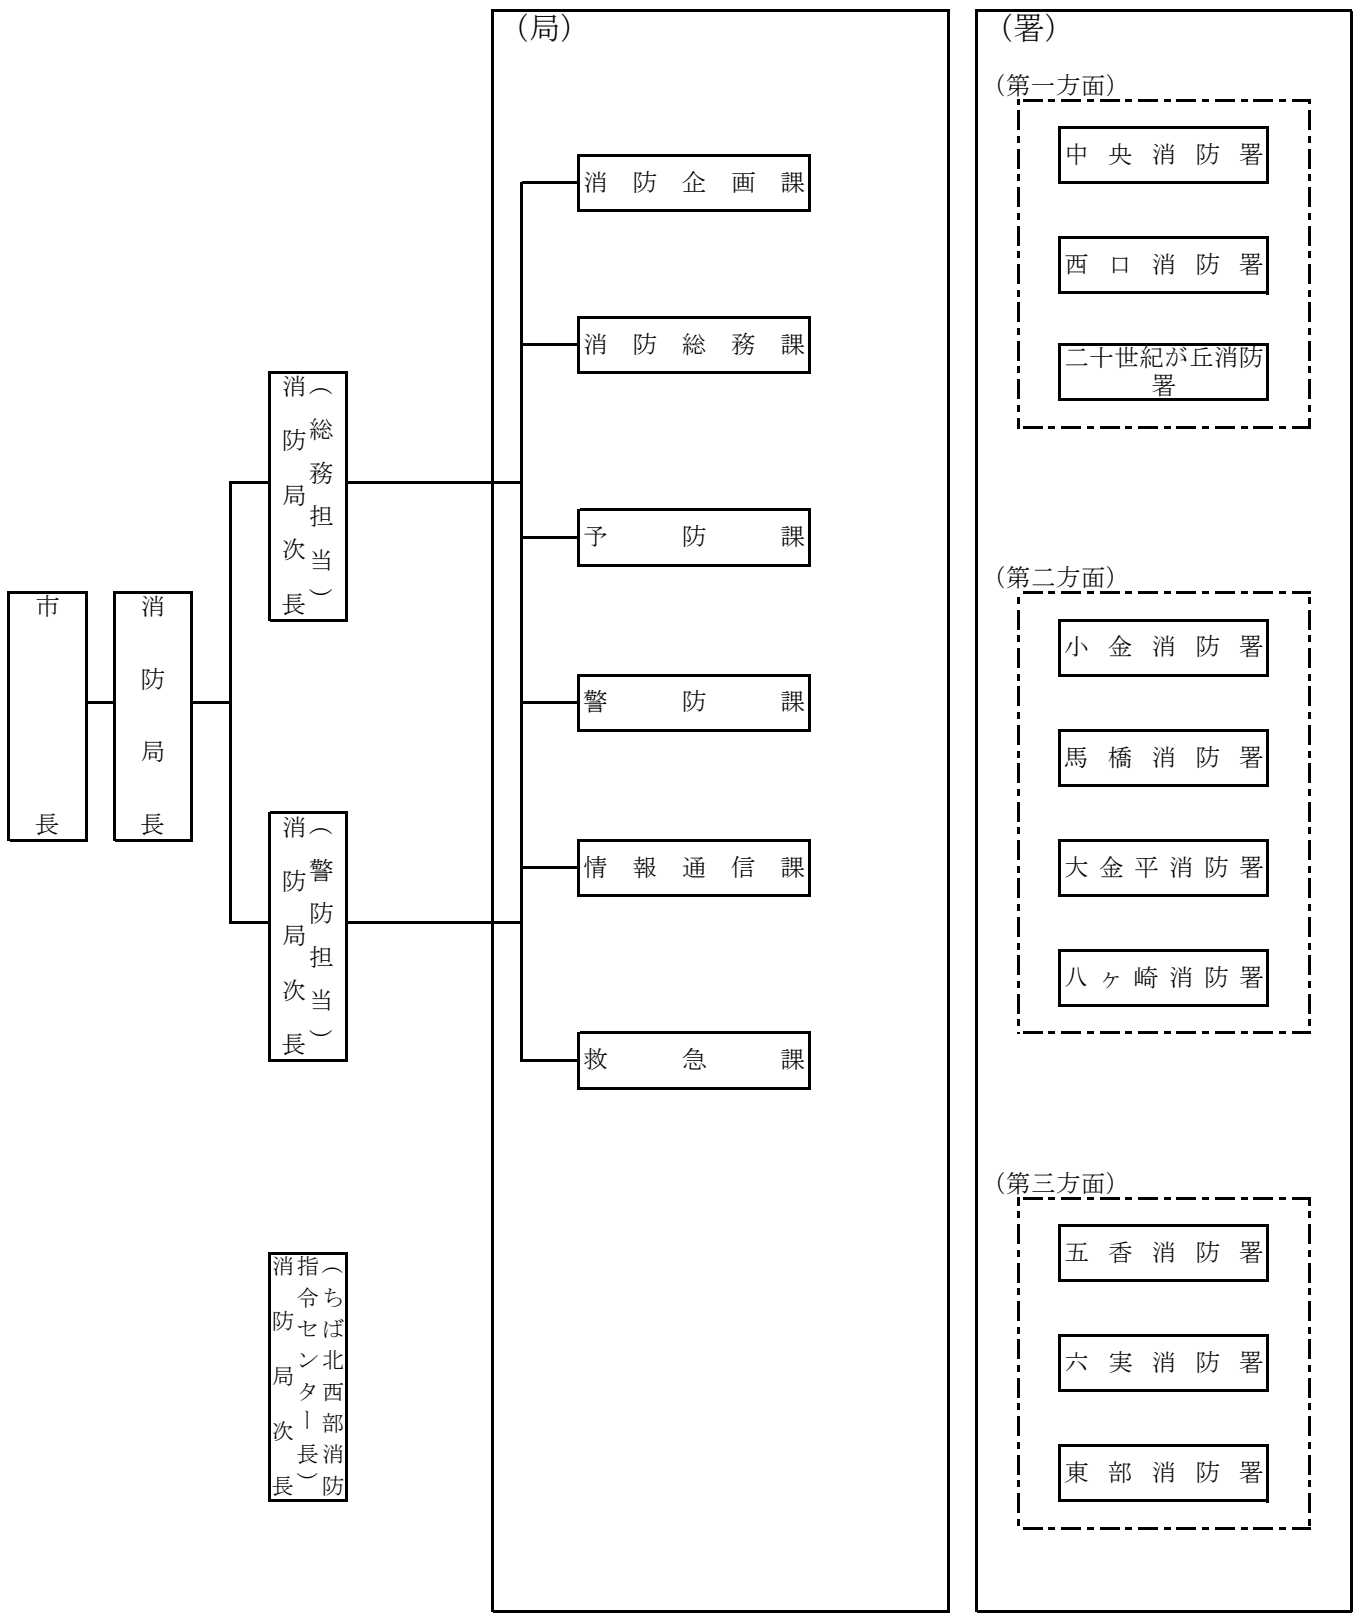 市長
消防局長
消防局次長
（総務担当）
消防局次長
（警防担当）
消防局次長
（ちば北西部消防
指令センター長）
（局）
消防企画課
消防総務課
予防課
警防課
情報通信課
救急課
（署）
（第一方面）
中央消防署
西口消防署
二十世紀が丘消防
署
（第二方面）
小金消防署
馬橋消防署
大金平消防署
八ヶ崎消防署
（第三方面）
五香消防署
六実消防署
東部消防署